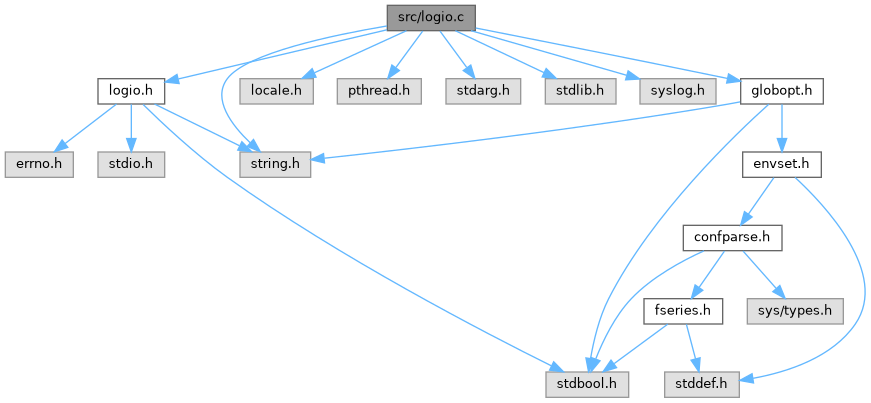 src/logio.c
logio.h
locale.h
pthread.h
stdarg.h
stdlib.h
syslog.h
globopt.h
errno.h
stdio.h
string.h
envset.h
confparse.h
fseries.h
sys/types.h
stdbool.h
stddef.h